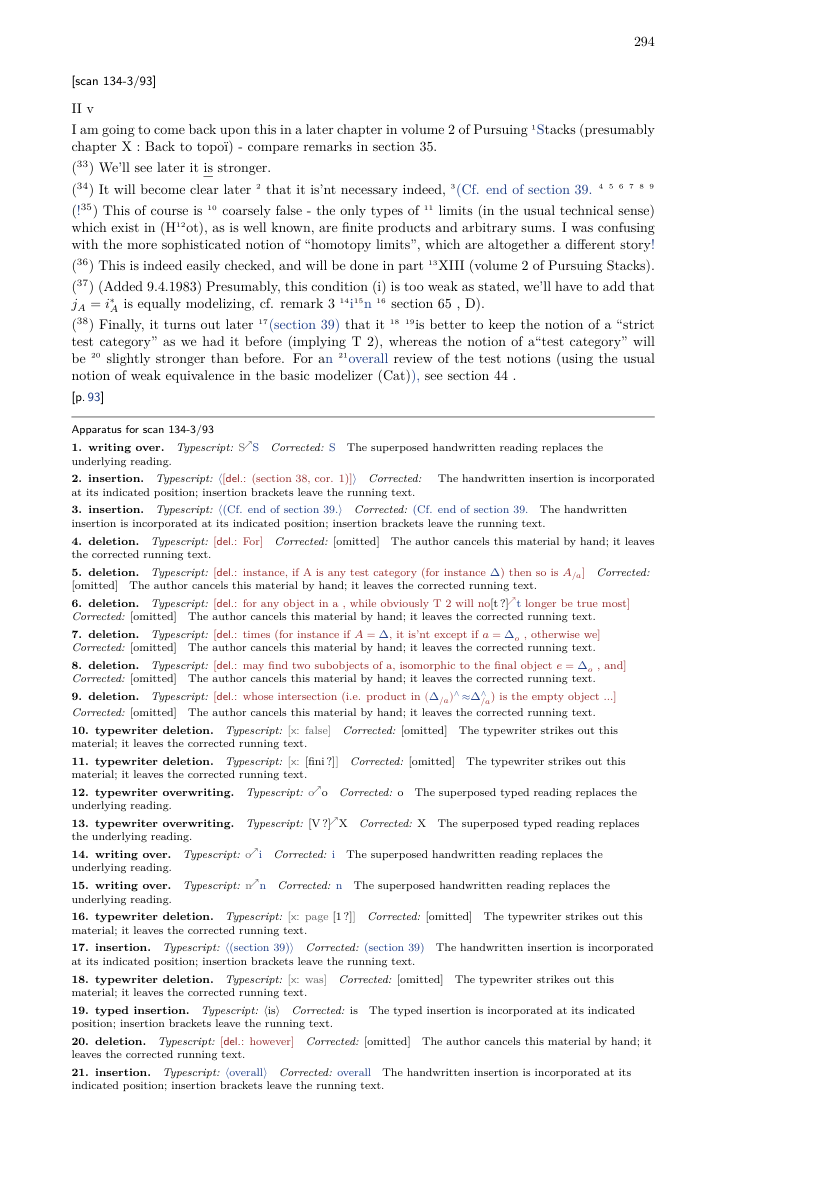 294
[scan 134-3/93]
II v
I am going to come back upon this in a later chapter in volume 2 of Pursuing ¹Stacks (presumably
chapter X : Back to topoï) - compare remarks in section 35.
(³³) We'll see later it is stronger.
(³⁴) It will become clear later ² that it is'nt necessary indeed, ³(Cf. end of section 39. ⁴ ⁵ ⁶ ⁷ ⁸ ⁹
(!³⁵) This of course is ¹⁰ coarsely false - the only types of ¹¹ limits (in the usual technical sense)
which exist in (H¹²ot), as is well known, are finite products and arbitrary sums. I was confusing
with the more sophisticated notion of “homotopy limits”, which are altogether a different story!
(³⁶) This is indeed easily checked, and will be done in part ¹³XIII (volume 2 of Pursuing Stacks).
(³⁷) (Added 9.4.1983) Presumably, this condition (i) is too weak as stated, we'll have to add that
j_A = i*_A is equally modelizing, cf. remark 3 ¹⁴i¹⁵n ¹⁶ section 65 , D).
(³⁸) Finally, it turns out later ¹⁷(section 39) that it ¹⁸ ¹⁹is better to keep the notion of a “strict
test category” as we had it before (implying T 2), whereas the notion of a“test category” will
be ²⁰ slightly stronger than before. For an ²¹overall review of the test notions (using the usual
notion of weak equivalence in the basic modelizer (Cat)), see section 44 .
[p. 93]
Apparatus for scan 134-3/93
1. writing over. Typescript: S↗S Corrected: S The superposed handwritten reading replaces the
underlying reading.
2. insertion. Typescript: ⟨[del.: (section 38, cor. 1)]⟩ Corrected: The handwritten insertion is incorporated
at its indicated position; insertion brackets leave the running text.
3. insertion. Typescript: ⟨(Cf. end of section 39.⟩ Corrected: (Cf. end of section 39. The handwritten
insertion is incorporated at its indicated position; insertion brackets leave the running text.
4. deletion. Typescript: [del.: For] Corrected: [omitted] The author cancels this material by hand; it leaves
the corrected running text.
5. deletion. Typescript: [del.: instance, if A is any test category (for instance Δ) then so is A_/a] Corrected:
[omitted] The author cancels this material by hand; it leaves the corrected running text.
6. deletion. Typescript: [del.: for any object in a , while obviously T 2 will no[t ?]↗t longer be true most]
Corrected: [omitted] The author cancels this material by hand; it leaves the corrected running text.
7. deletion. Typescript: [del.: times (for instance if A = Δ, it is'nt except if a = Δ_o , otherwise we]
Corrected: [omitted] The author cancels this material by hand; it leaves the corrected running text.
8. deletion. Typescript: [del.: may find two subobjects of a, isomorphic to the final object e = Δ_o , and]
Corrected: [omitted] The author cancels this material by hand; it leaves the corrected running text.
9. deletion. Typescript: [del.: whose intersection (i.e. product in (Δ_/a)^∧ ≈Δ^∧_/a) is the empty object ...]
Corrected: [omitted] The author cancels this material by hand; it leaves the corrected running text.
10. typewriter deletion. Typescript: [x: false] Corrected: [omitted] The typewriter strikes out this
material; it leaves the corrected running text.
11. typewriter deletion. Typescript: [x: [fini ?]] Corrected: [omitted] The typewriter strikes out this
material; it leaves the corrected running text.
12. typewriter overwriting. Typescript: o↗o Corrected: o The superposed typed reading replaces the
underlying reading.
13. typewriter overwriting. Typescript: [V ?]↗X Corrected: X The superposed typed reading replaces
the underlying reading.
14. writing over. Typescript: o↗i Corrected: i The superposed handwritten reading replaces the
underlying reading.
15. writing over. Typescript: n↗n Corrected: n The superposed handwritten reading replaces the
underlying reading.
16. typewriter deletion. Typescript: [x: page [1 ?]] Corrected: [omitted] The typewriter strikes out this
material; it leaves the corrected running text.
17. insertion. Typescript: ⟨(section 39)⟩ Corrected: (section 39) The handwritten insertion is incorporated
at its indicated position; insertion brackets leave the running text.
18. typewriter deletion. Typescript: [x: was] Corrected: [omitted] The typewriter strikes out this
material; it leaves the corrected running text.
19. typed insertion. Typescript: ⟨is⟩ Corrected: is The typed insertion is incorporated at its indicated
position; insertion brackets leave the running text.
20. deletion. Typescript: [del.: however] Corrected: [omitted] The author cancels this material by hand; it
leaves the corrected running text.
21. insertion. Typescript: ⟨overall⟩ Corrected: overall The handwritten insertion is incorporated at its
indicated position; insertion brackets leave the running text.